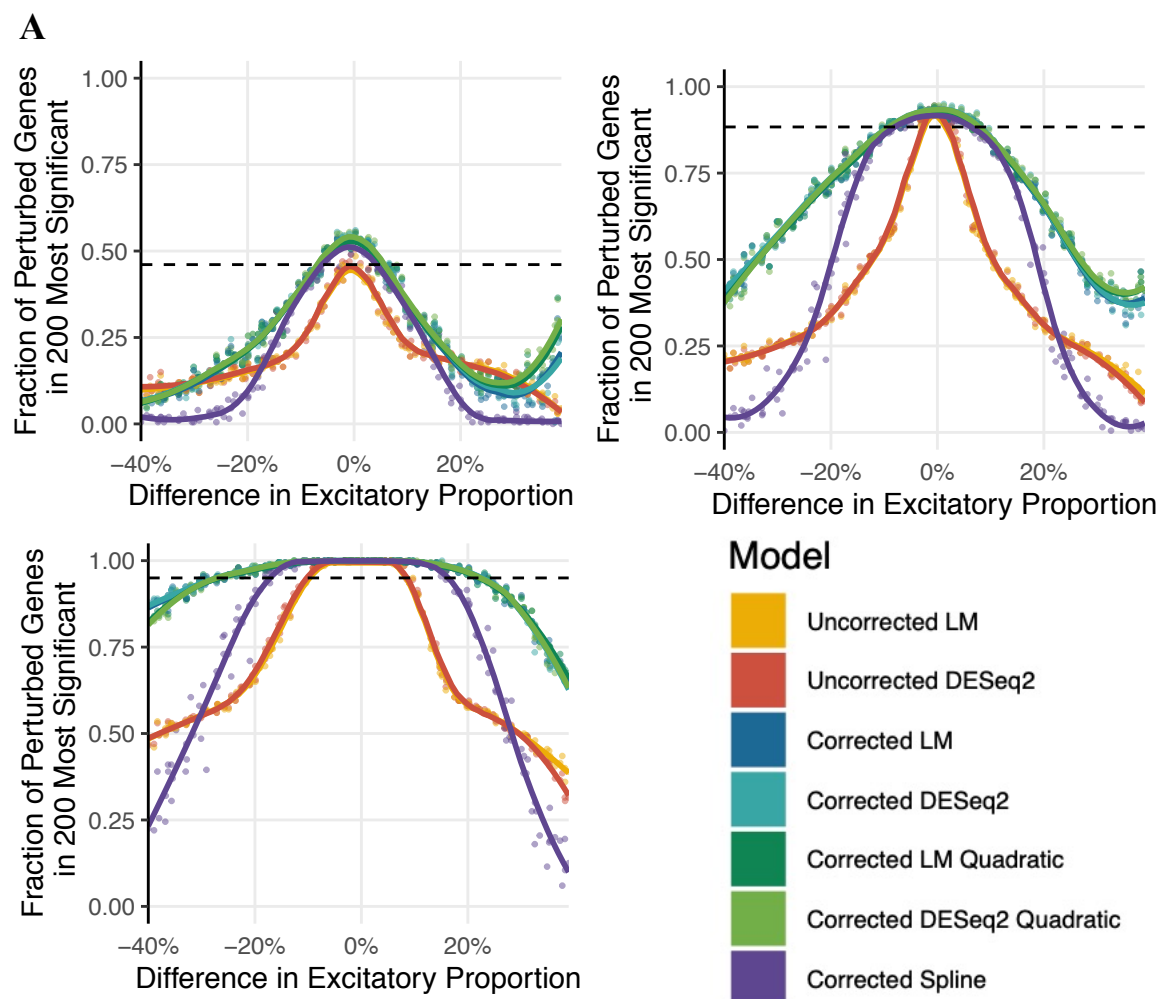 A
Fraction of Perturbed Genes
in 200 Most Significant
1.00
0.75
0.50
0.25
0.00
−40%
−20%
0%
20%
Difference in Excitatory Proportion
Fraction of Perturbed Genes
in 200 Most Significant
1.00
0.75
0.50
0.25
0.00
−40%
−20%
0%
20%
Difference in Excitatory Proportion
Fraction of Perturbed Genes
in 200 Most Significant
1.00
0.75
0.50
0.25
0.00
−40%
−20%
0%
20%
Difference in Excitatory Proportion
Model
Uncorrected LM
Uncorrected DESeq2
Corrected LM
Corrected DESeq2
Corrected LM Quadratic
Corrected DESeq2 Quadratic
Corrected Spline